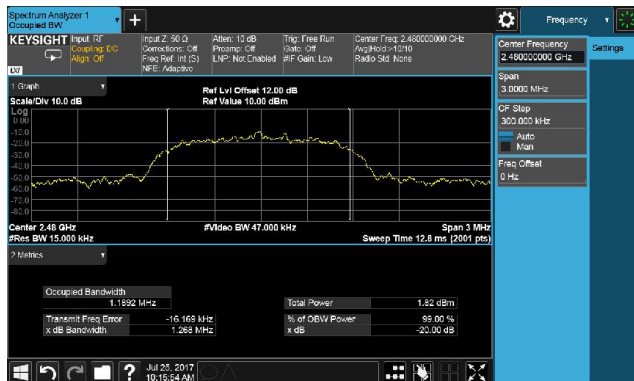 Spectrum Analyzer 1
Occupied BW
Frequency
KEYSIGHT
Input: RF
Coupling: DC
Align: Off
Input Z: 50 Ω
Corrections: Off
Freq Ref: Int (S)
NFE: Adaptive
Atten: 10 dB
Preamp: Off
LNP: Not Enabled
Trig: Free Run
Gate: Off
#IF Gain: Low
Center Freq: 2.480000000 GHz
Avg|Hold:>10/10
Radio Std: None
LXI
1 Graph
Scale/Div 10.0 dB
Ref Lvl Offset 12.00 dB
Ref Value 10.00 dBm
Log
0.00
-10.0
-20.0
-30.0
-40.0
-50.0
-60.0
-70.0
-80.0
Center 2.48 GHz
#Video BW 47.000 kHz
Span 3 MHz
#Res BW 15.000 kHz
Sweep Time 12.8 ms (2001 pts)
2 Metrics
Occupied Bandwidth
1.1892 MHz
Total Power
1.82 dBm
Transmit Freq Error
-16.169 kHz
% of OBW Power
99.00 %
x dB Bandwidth
1.268 MHz
x dB
-20.00 dB
Jul 26, 2017
10:15:54 AM
Center Frequency
2.480000000 GHz
Settings
Span
3.0000 MHz
CF Step
300.000 kHz
Auto
Man
Freq Offset
0 Hz